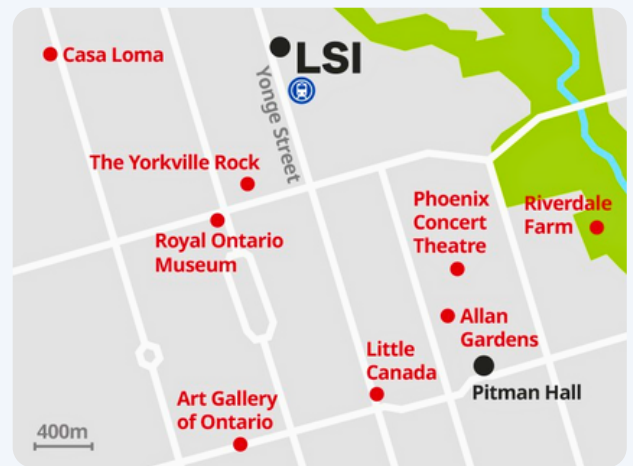 Casa Loma
LSI
Yonge Street
The Yorkville Rock
Royal Ontario
Museum
Phoenix
Concert
Theatre
Riverdale
Farm
Allan
Gardens
Little
Canada
Pitman Hall
Art Gallery
of Ontario
400m